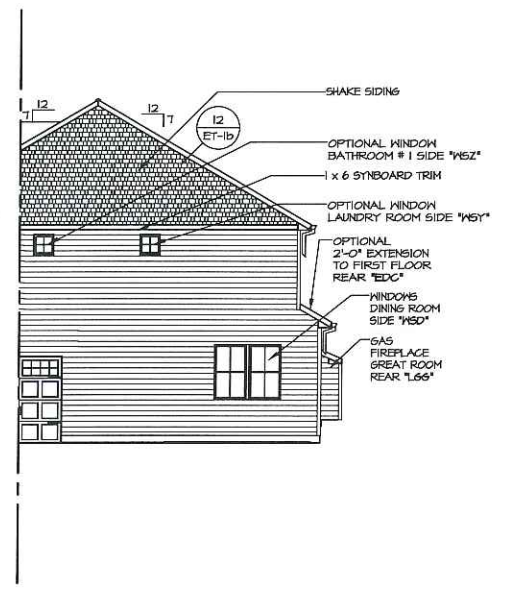 SHAKE SIDING
12
7
12
7
12
ET-1b
OPTIONAL WINDOW
BATHROOM # 1 SIDE "WSZ"
1 x 6 SYNBOARD TRIM
OPTIONAL WINDOW
LAUNDRY ROOM SIDE "WSY"
OPTIONAL
2'-0" EXTENSION
TO FIRST FLOOR
REAR "EDC"
WINDOWS
DINING ROOM
SIDE "WSD"
GAS
FIREPLACE
GREAT ROOM
REAR "LGG"